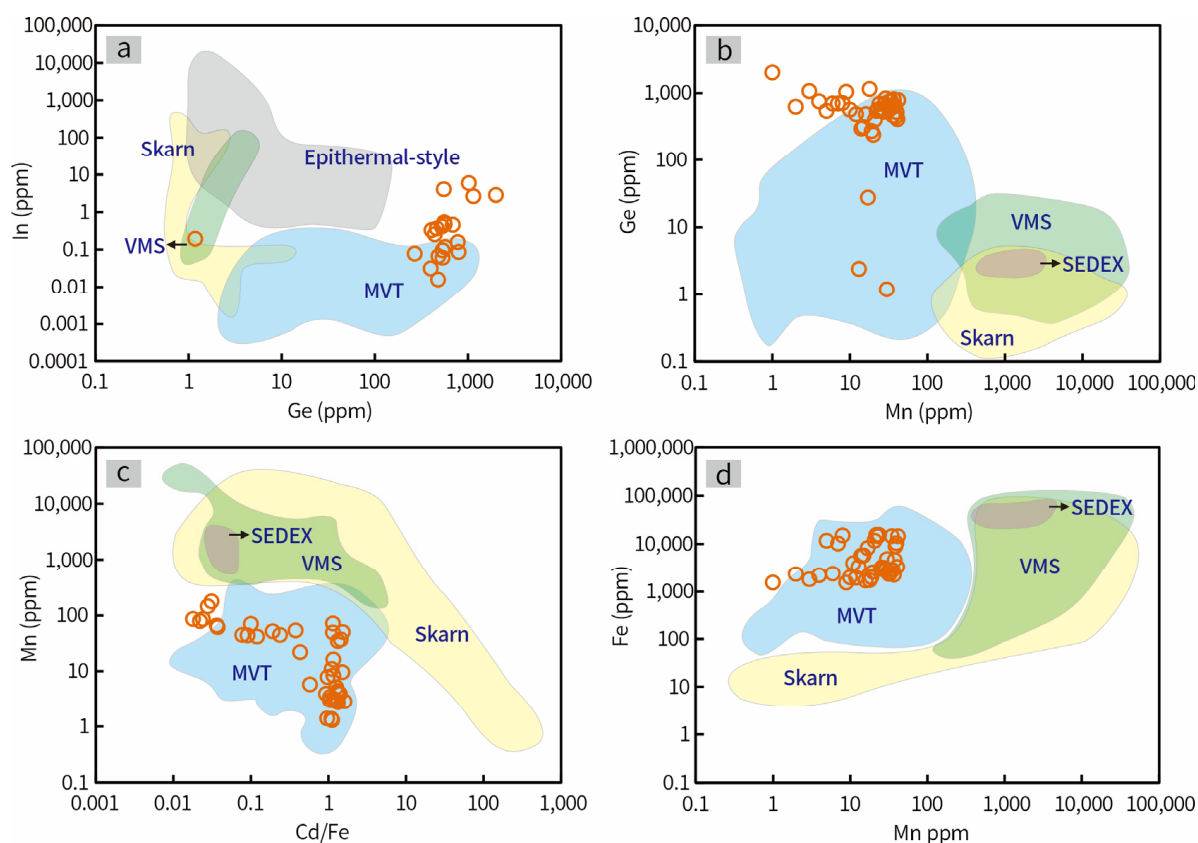 a
100,000
10,000
1,000
100
10
1
0.1
0.01
0.001
0.0001
In (ppm)
Skarn
Epithermal-style
VMS
MVT
0.1 1 10 100 1,000 10,000
Ge (ppm)
b
10,000
1,000
100
10
1
0.1
Ge (ppm)
MVT
VMS
SEDEX
Skarn
0.1 1 10 100 1,000 10,000 100,000
Mn (ppm)
c
100,000
10,000
1,000
100
10
1
0.1
Mn (ppm)
SEDEX
VMS
Skarn
MVT
0.001 0.01 0.1 1 10 100 1,000
Cd/Fe
d
1,000,000
100,000
10,000
1,000
100
10
1
0.1
Fe (ppm)
SEDEX
VMS
MVT
Skarn
0.1 1 10 100 1,000 10,000 100,000
Mn ppm